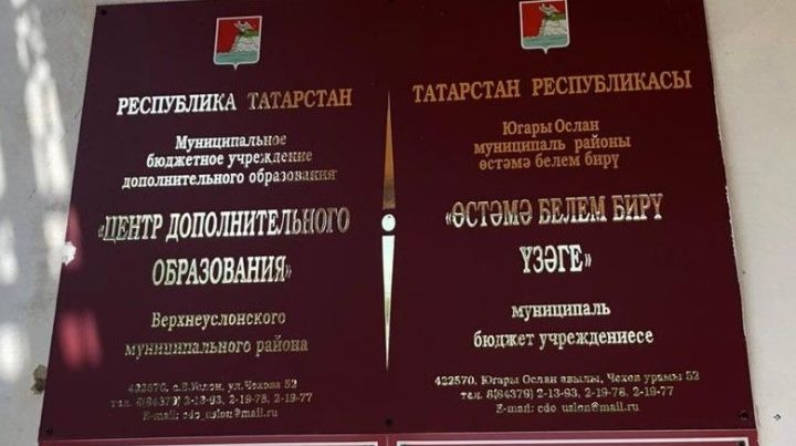 РЕСПУБЛИКА ТАТАРСТАН
Муниципальное
бюджетное учреждение
дополнительного образования
«ЦЕНТР ДОПОЛНИТЕЛЬНОГО
ОБРАЗОВАНИЯ»
Верхнеуслонского
муниципального района
422570, с.В.Услон, ул.Чехова 52
тел. 8(84379) 2-13-93, 2-19-78, 2-19-77
E-mail: cdo_uslon@mail.ru
ТАТАРСТАН РЕСПУБЛИКАСЫ
Югары Ослан
муниципаль районы
өстәмә белем бирү
«ӨСТӘМӘ БЕЛЕМ БИРҮ
ҮЗӘГЕ»
муниципаль
бюджет учреждениесе
422570, Югары Ослан авылы, Чехов урамы 52
тел. 8(84379) 2-13-93, 2-19-78, 2-19-77
E-mail: cdo_uslon@mail.ru